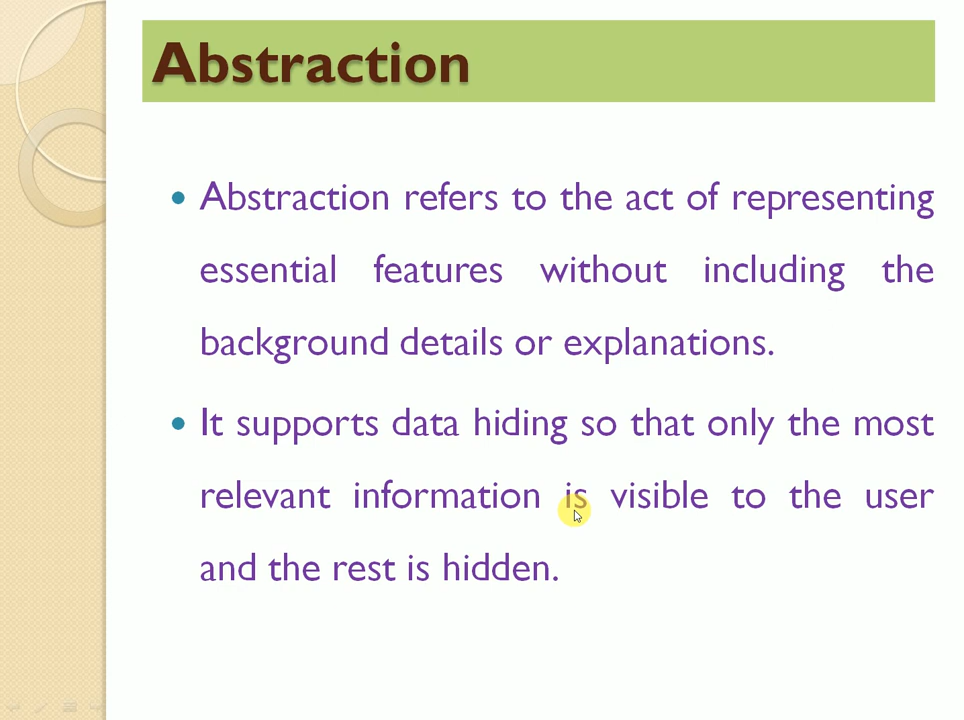 Abstraction
• Abstraction refers to the act of representing
essential features without including the
background details or explanations.
• It supports data hiding so that only the most
relevant information is visible to the user
and the rest is hidden.